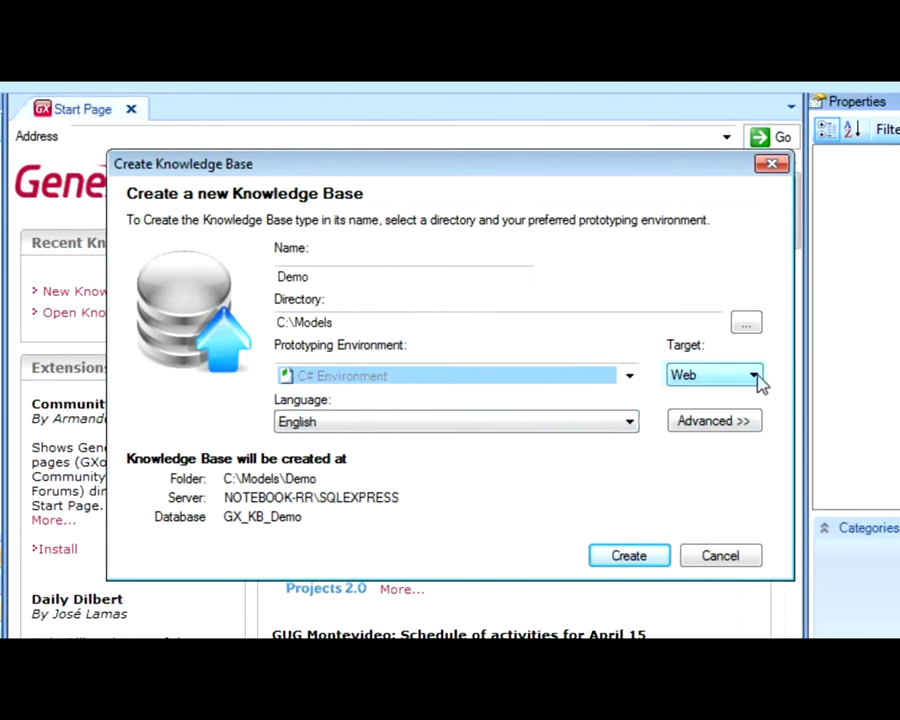 GX Start Page
Properties
Address
Go
Filte
Gene
Create Knowledge Base
Create a new Knowledge Base
To Create the Knowledge Base type in its name, select a directory and your preferred prototyping environment.
Name:
Demo
Directory:
C:\Models
...
Prototyping Environment:
Target:
C# Environment
Web
Language:
English
Advanced >>
Knowledge Base will be created at
Folder: C:\Models\Demo
Server: NOTEBOOK-RR\SQLEXPRESS
Database GX_KB_Demo
Create
Cancel
Recent Kn
New Know
Open Kno
Extensions
Communit
By Armand
Shows Gen
pages (GXo
Community
Forums) dir
Start Page.
More...
Install
Daily Dilbert
By José Lamas
Projects 2.0 More...
GUG Montevideo: Schedule of activities for April 15
Categories